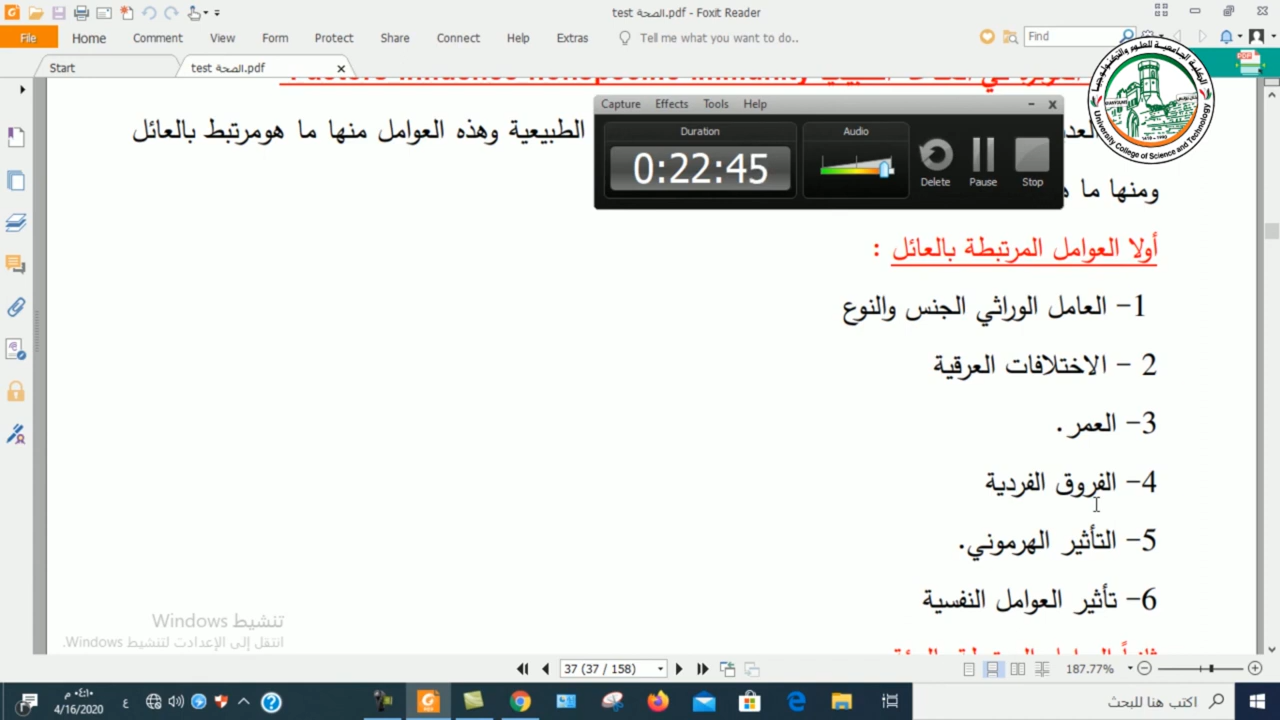 test الصحة.pdf - Foxit Reader
File Home Comment View Form Protect Share Connect Help Extras Tell me what you want to do.. Find
Start test الصحة.pdf
Capture Effects Tools Help
Duration Audio
0:22:45 Delete Pause Stop
University College of Science and Technology
الطبيعية وهذه العوامل منها ما هومرتبط بالعائل
ومنها ما
أولا العوامل المرتبطة بالعائل :
1- العامل الوراثي الجنس والنوع
2 - الاختلافات العرقية
3- العمر .
4- الفروق الفردية
5- التأثير الهرموني.
6- تأثير العوامل النفسية
تنشيط Windows
انتقل إلى الإعدادت لتنشيط Windows.
37 (37 / 158) 187.77%
اكتب هنا للبحث
ع
4/16/2020